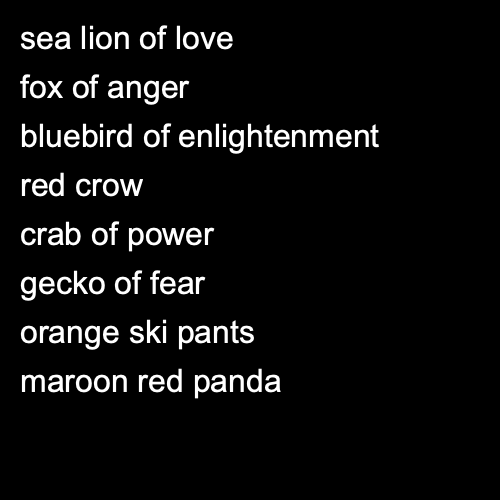 sea lion of love
fox of anger
bluebird of enlightenment
red crow
crab of power
gecko of fear
orange ski pants
maroon red panda